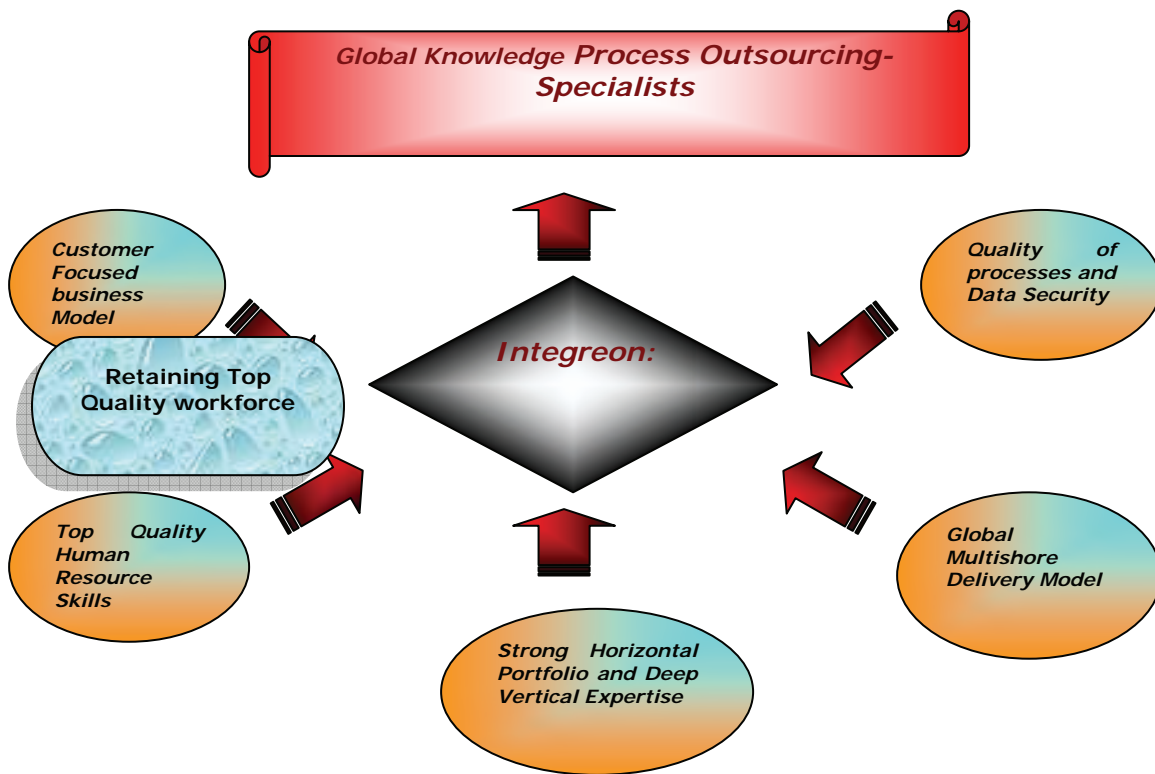 Global Knowledge Process Outsourcing-
Specialists
Customer
Focused
business
Model
Quality of
processes and
Data Security
Integreon:
Retaining Top
Quality workforce
Top Quality
Human
Resource
Skills
Global
Multishore
Delivery Model
Strong Horizontal
Portfolio and Deep
Vertical Expertise